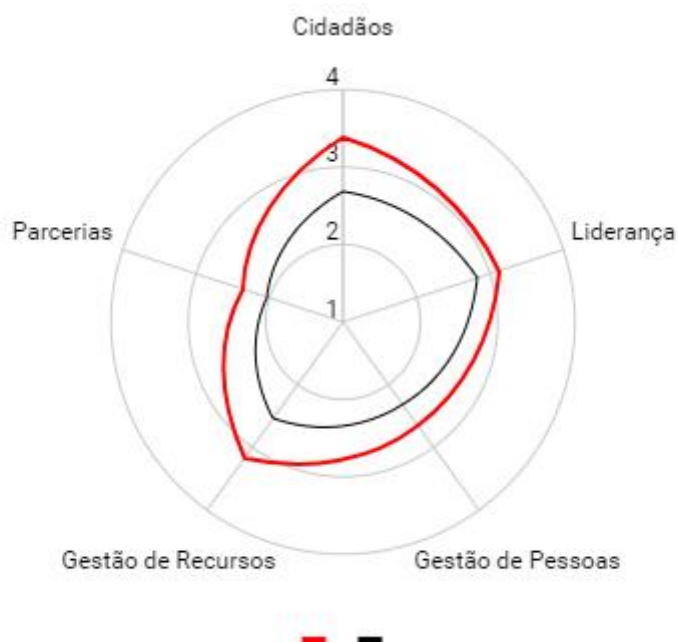 Cidadãos
4
3
2
1
Parcerias
Liderança
Gestão de Recursos
Gestão de Pessoas